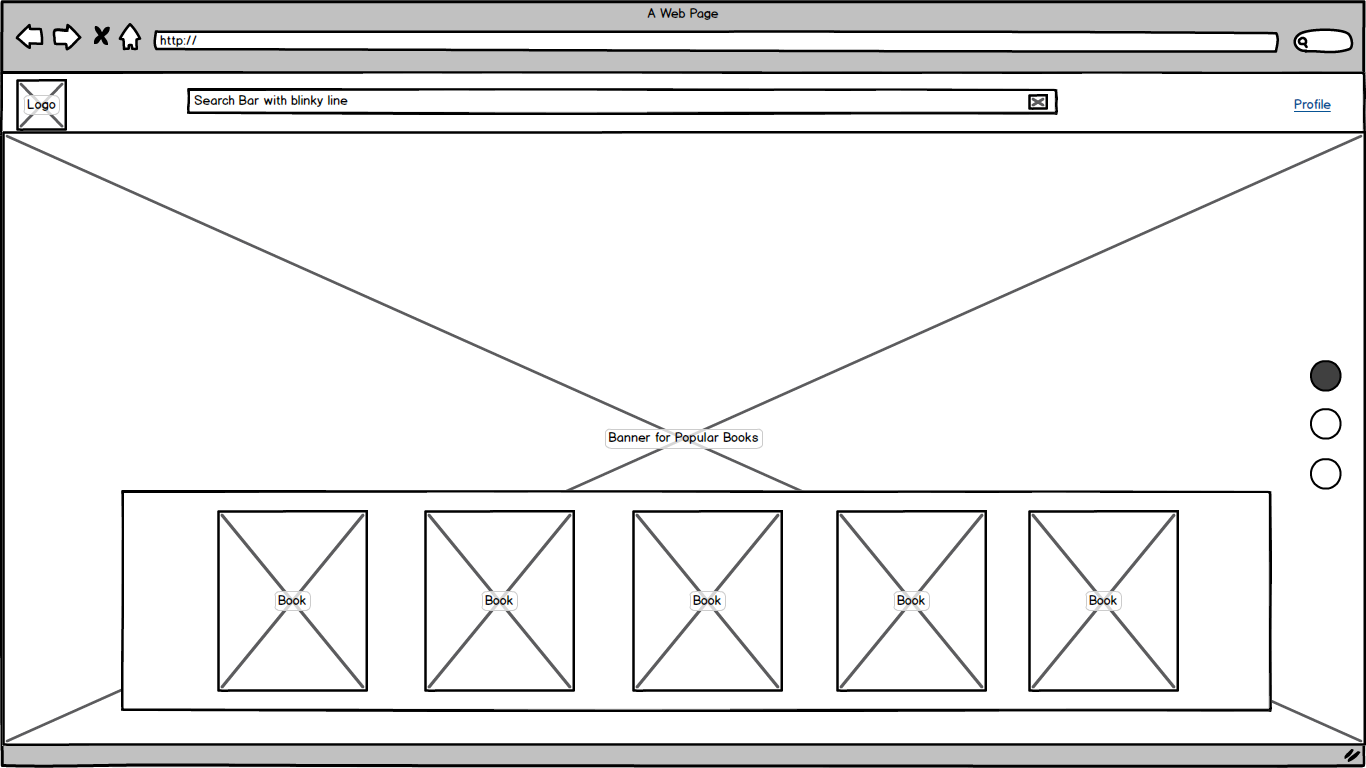 A Web Page
http://
Logo
Search Bar with blinky line
Profile
Banner for Popular Books
Book
Book
Book
Book
Book